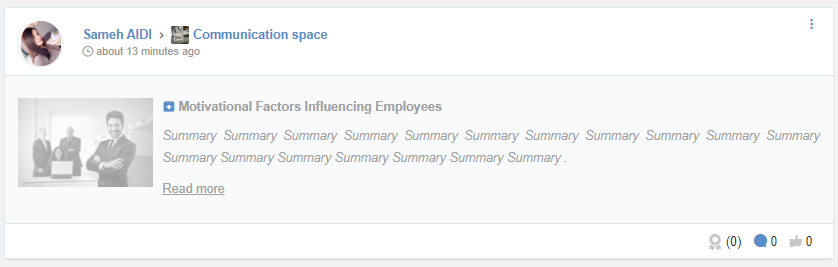 Sameh AIDI › Communication space
about 13 minutes ago
Motivational Factors Influencing Employees
Summary Summary Summary Summary Summary Summary Summary Summary Summary Summary Summary
Summary Summary Summary Summary Summary Summary Summary .
Read more
(0) 0 0